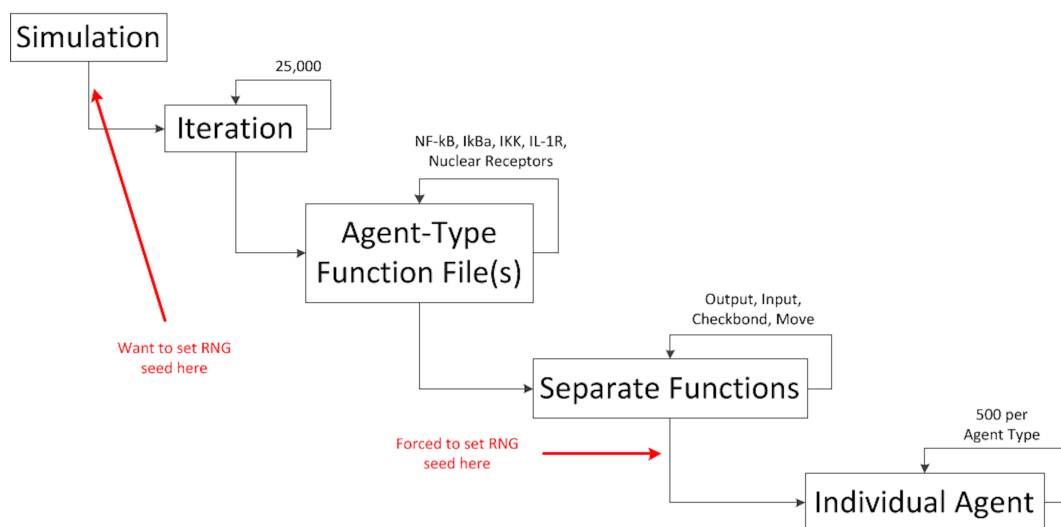 Simulation
25,000
Iteration
NF-kB, IkBa, IKK, IL-1R,
Nuclear Receptors
Agent-Type
Function File(s)
Want to set RNG
seed here
Output, Input,
Checkbond, Move
Separate Functions
Forced to set RNG
seed here
500 per
Agent Type
Individual Agent